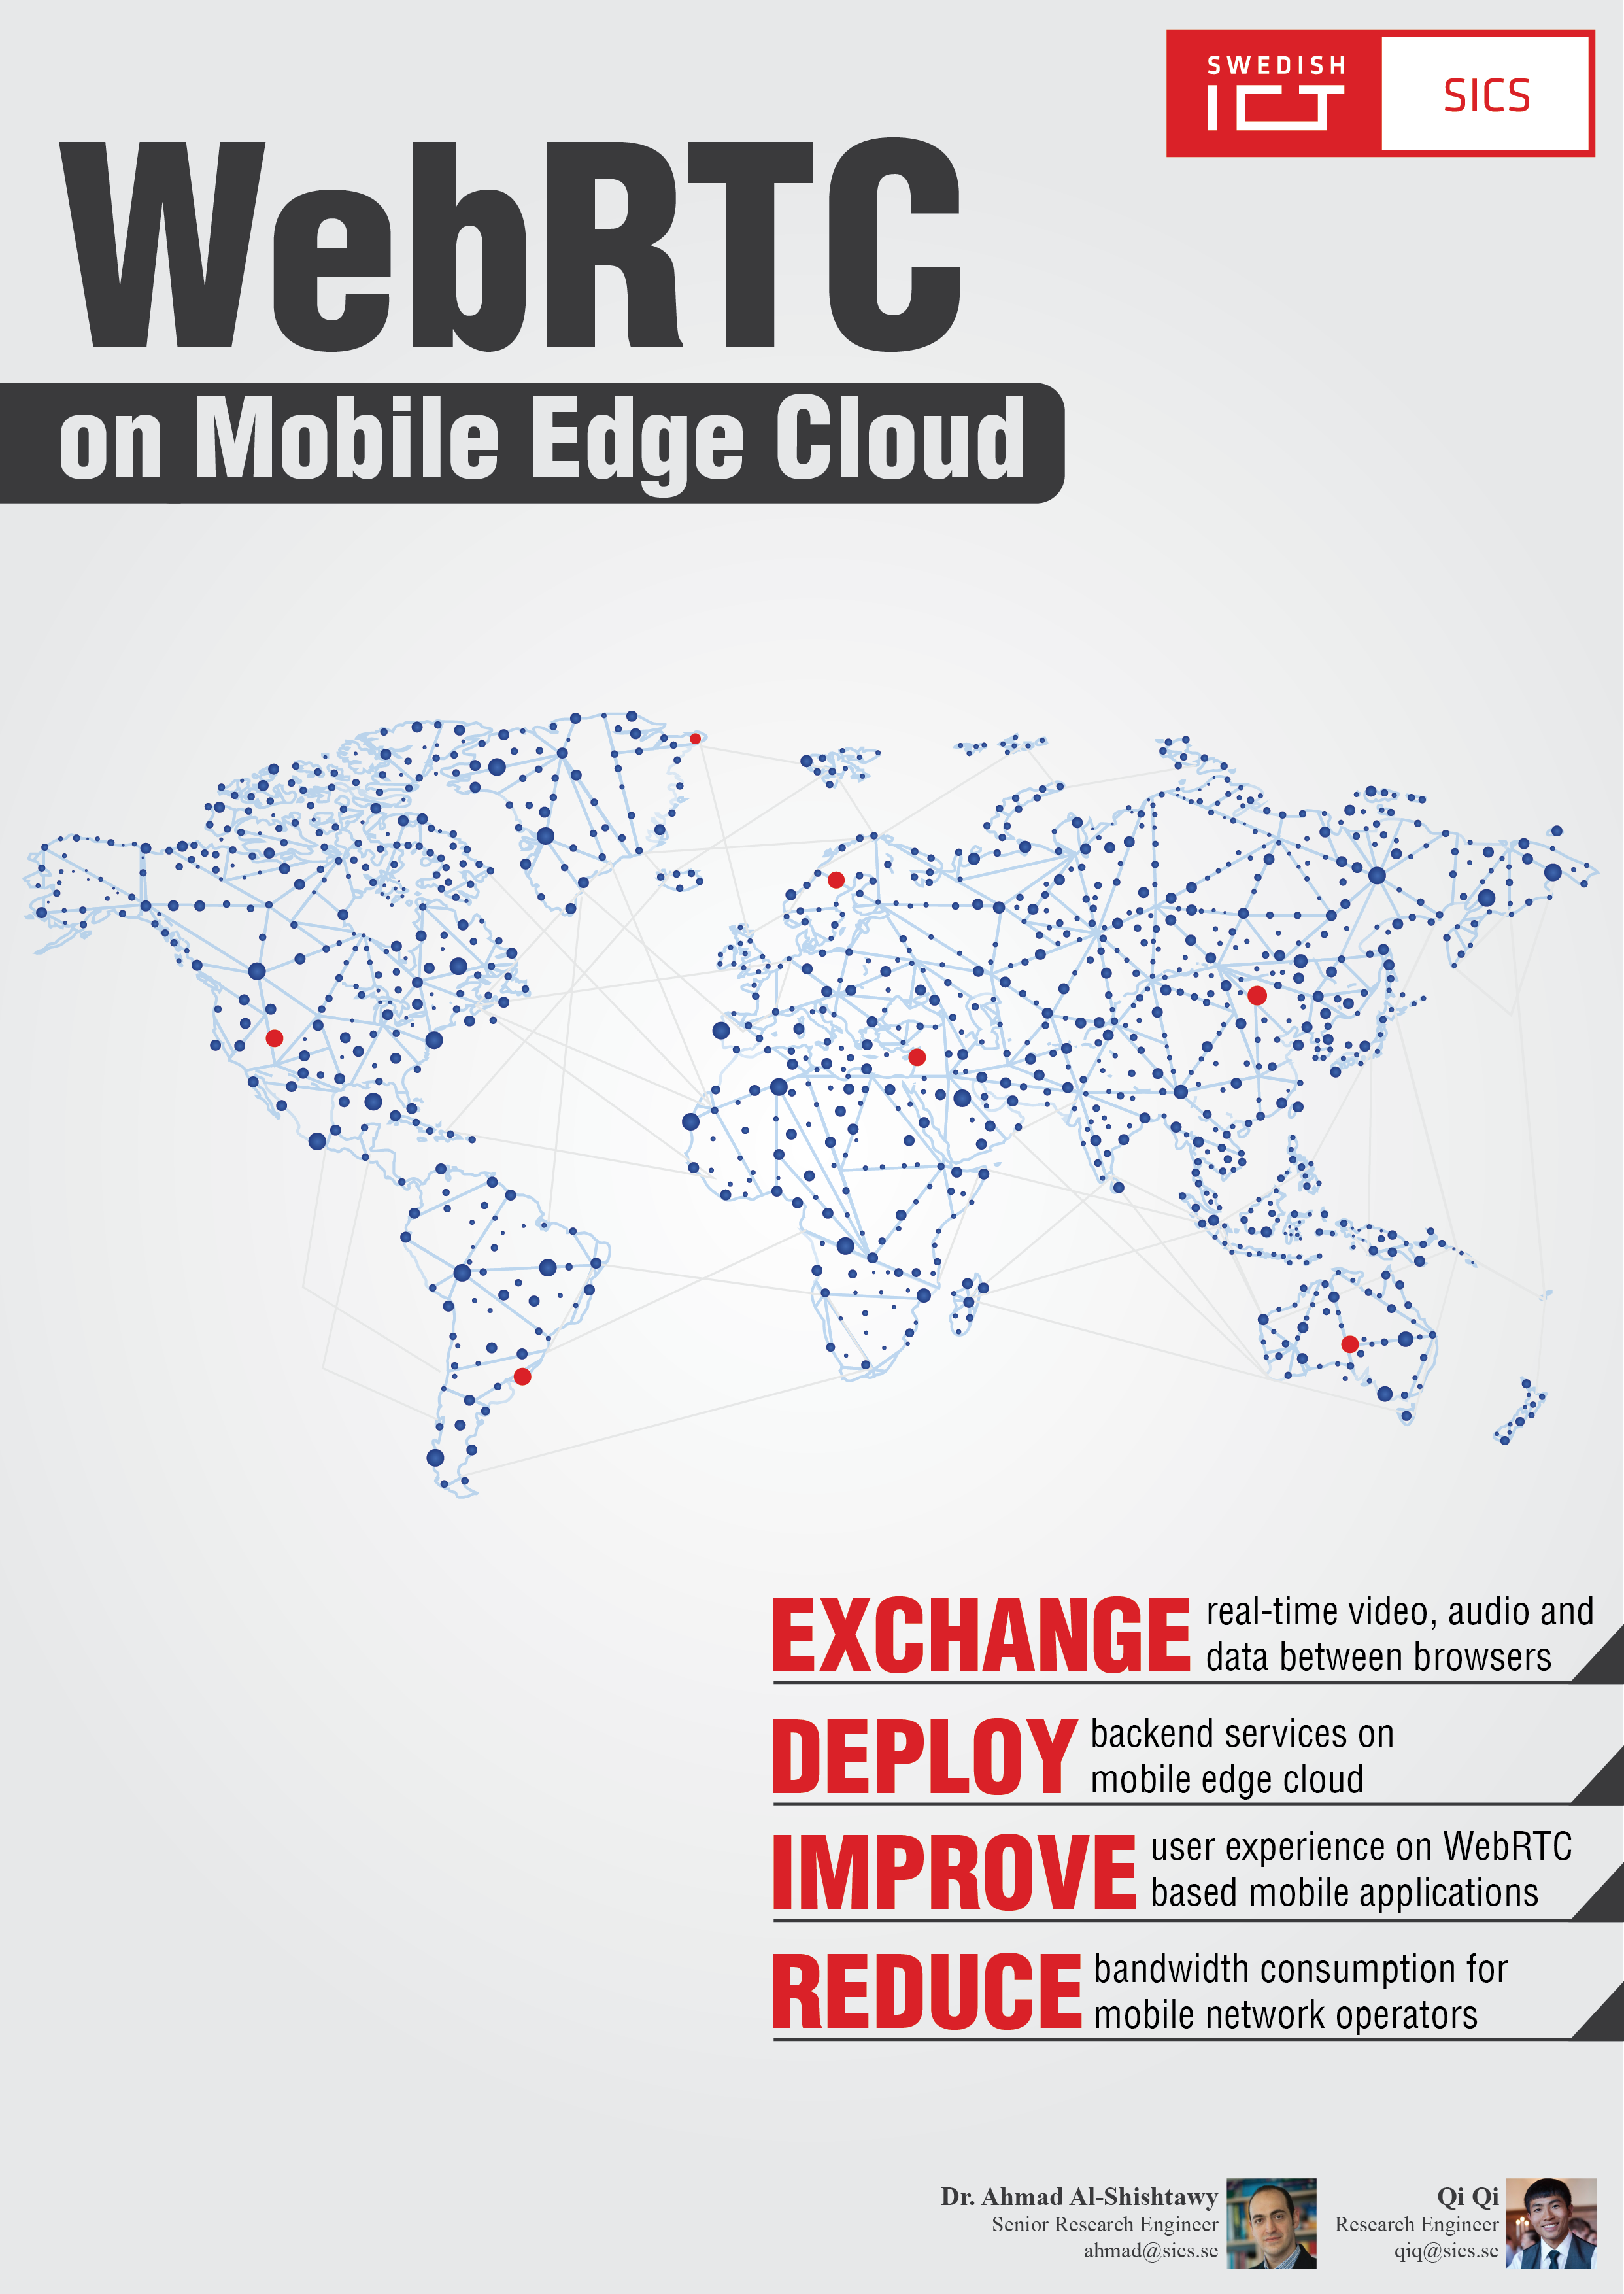 SWEDISH
ICT
SICS
WebRTC
on Mobile Edge Cloud
EXCHANGE real-time video, audio and
data between browsers
DEPLOY backend services on
mobile edge cloud
IMPROVE user experience on WebRTC
based mobile applications
REDUCE bandwidth consumption for
mobile network operators
Dr. Ahmad Al-Shishtawy
Senior Research Engineer
ahmad@sics.se
Qi Qi
Research Engineer
qiq@sics.se